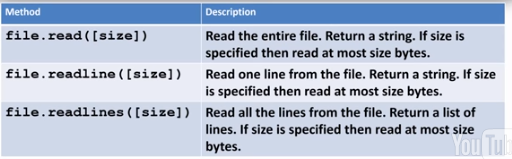 Method Description
file.read([size]) Read the entire file. Return a string. If size is
specified then read at most size bytes.
file.readline([size]) Read one line from the file. Return a string. If size
is specified then read at most size bytes.
file.readlines([size]) Read all the lines from the file. Return a list of
lines. If size is specified then read at most size
bytes.
You Tu